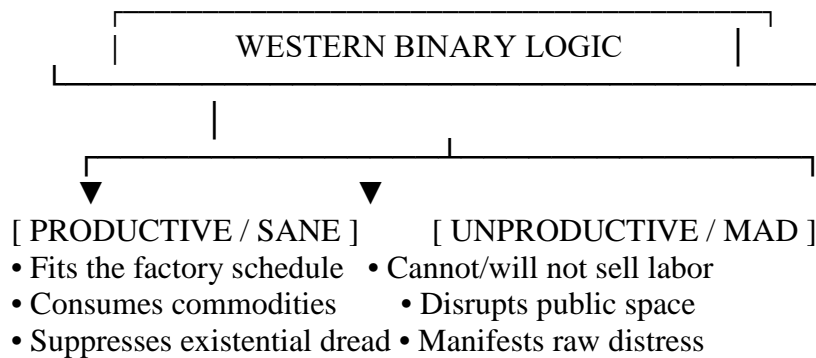 WESTERN BINARY LOGIC
[ PRODUCTIVE / SANE ] [ UNPRODUCTIVE / MAD ]
• Fits the factory schedule • Cannot/will not sell labor
• Consumes commodities • Disrupts public space
• Suppresses existential dread • Manifests raw distress